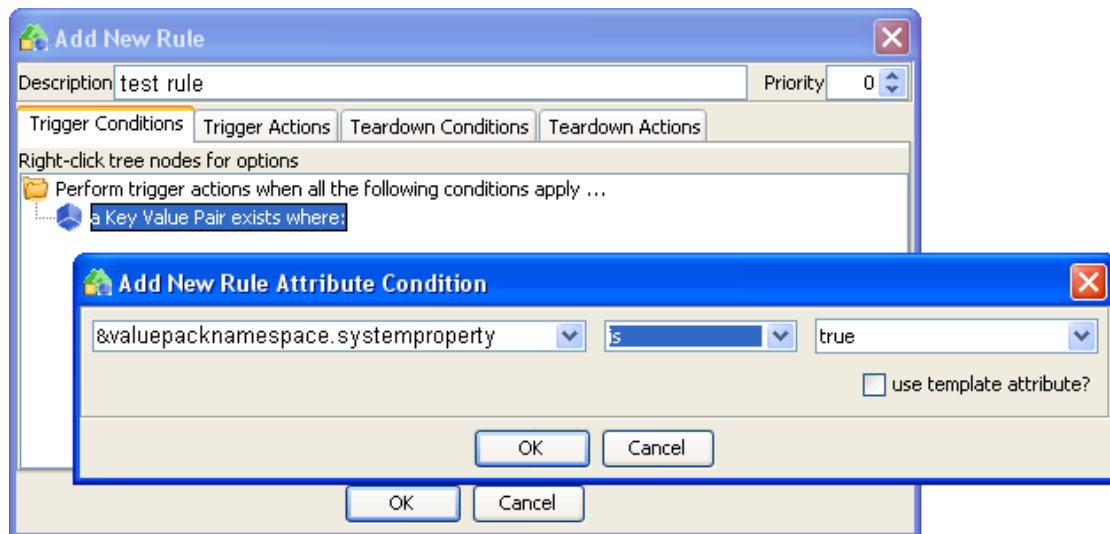 Add New Rule
Description test rule Priority 0
Trigger Conditions Trigger Actions Teardown Conditions Teardown Actions
Right-click tree nodes for options
Perform trigger actions when all the following conditions apply ...
a Key Value Pair exists where:
Add New Rule Attribute Condition
&valuepacknamespace.systemproperty is true
use template attribute?
OK Cancel
OK Cancel